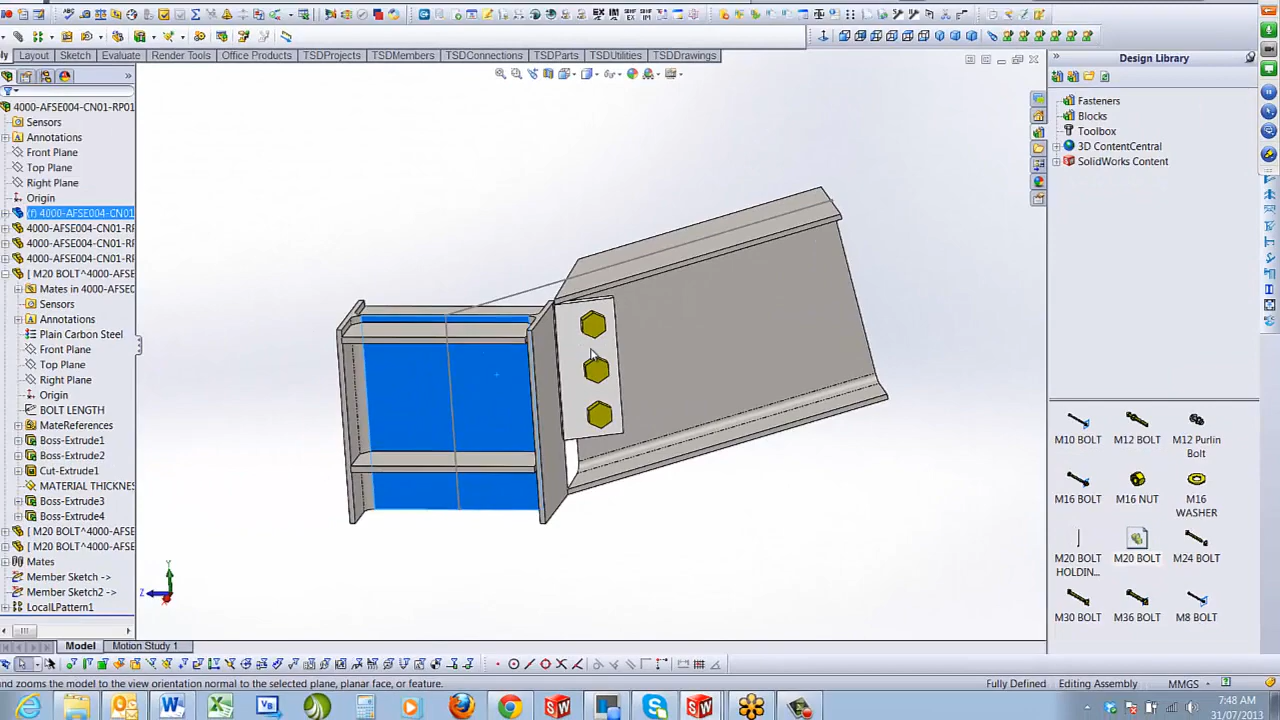 Layout Sketch Evaluate Render Tools Office Products TSDProjects TSDMembers TSDConnections TSDParts TSDUtilities TSDDrawings
Design Library
4000-AFSE004-CN01-RP01
Sensors
Annotations
Front Plane
Top Plane
Right Plane
Origin
(f) 4000-AFSE004-CN01
4000-AFSE004-CN01-RF
4000-AFSE004-CN01-RF
4000-AFSE004-CN01-RF
[ M20 BOLT^4000-AFSE
Mates in 4000-AFSE
Sensors
Annotations
Plain Carbon Steel
Front Plane
Top Plane
Right Plane
Origin
BOLT LENGTH
MateReferences
Boss-Extrude1
Boss-Extrude2
Cut-Extrude1
MATERIAL THICKNES
Boss-Extrude3
Boss-Extrude4
[ M20 BOLT^4000-AFSE
[ M20 BOLT^4000-AFSE
Mates
Member Sketch ->
Member Sketch2 ->
LocalLPattern1
Z
Y
Fasteners
Blocks
Toolbox
3D ContentCentral
SolidWorks Content
M10 BOLT M12 BOLT M12 Purlin Bolt
M16 BOLT M16 NUT M16 WASHER
M20 BOLT HOLDIN... M20 BOLT M24 BOLT
M30 BOLT M36 BOLT M8 BOLT
Model Motion Study 1
and zooms the model to the view orientation normal to the selected plane, planar face, or feature.
Fully Defined Editing Assembly MMGS
7:48 AM
31/07/2013